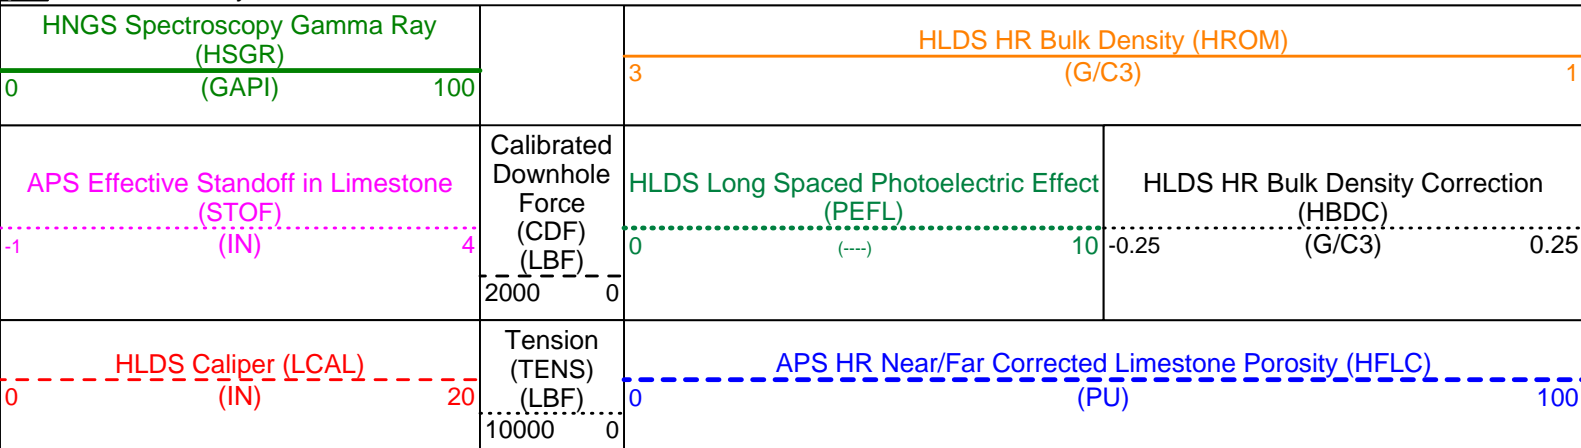 HNGS Spectroscopy Gamma Ray
(HSGR)
0 (GAPI) 100
HLDS HR Bulk Density (HROM)
3 (G/C3) 1
APS Effective Standoff in Limestone
(STOF)
-1 (IN) 4
Calibrated
Downhole
Force
(CDF)
(LBF)
2000 0
HLDS Long Spaced Photoelectric Effect
(PEFL)
0 (----) 10
HLDS HR Bulk Density Correction
(HBDC)
-0.25 (G/C3) 0.25
HLDS Caliper (LCAL)
0 (IN) 20
Tension
(TENS)
(LBF)
10000 0
APS HR Near/Far Corrected Limestone Porosity (HFLC)
0 (PU) 100